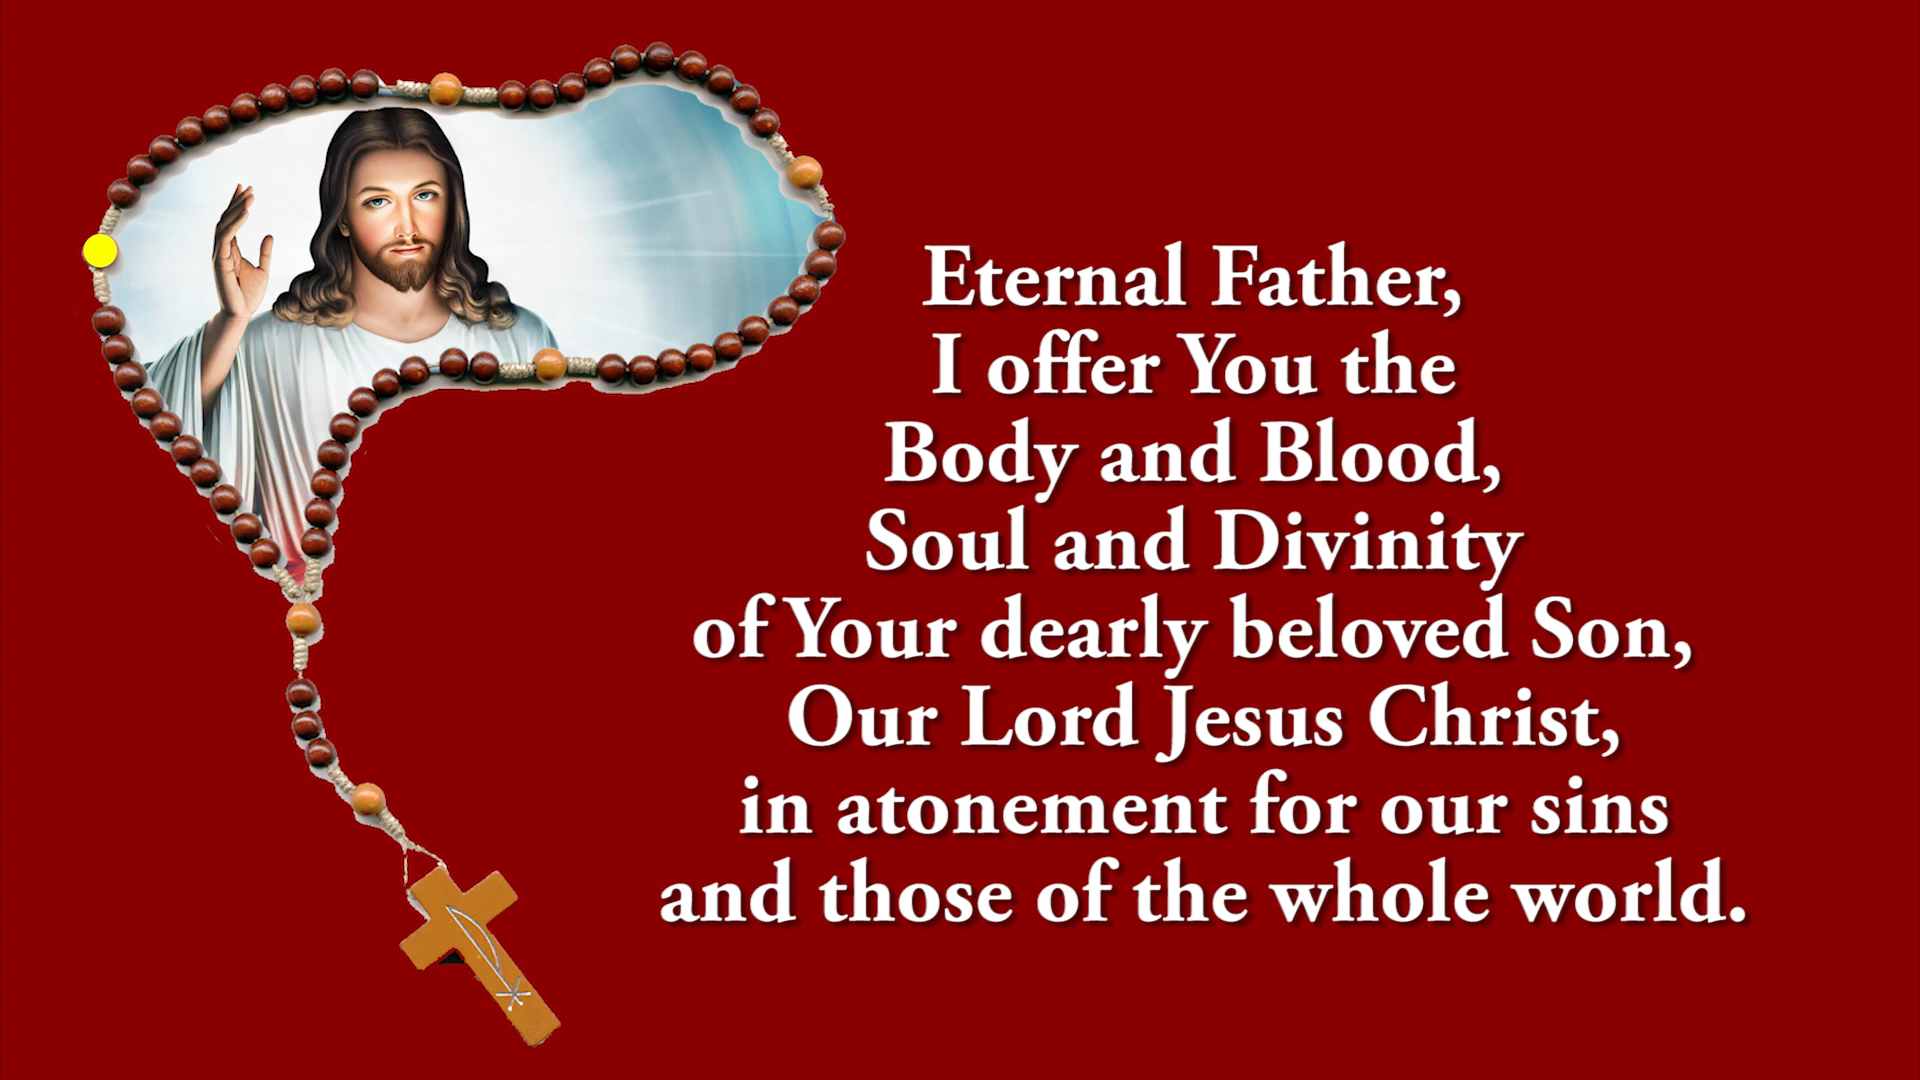 Eternal Father,
I offer You the
Body and Blood,
Soul and Divinity
of Your dearly beloved Son,
Our Lord Jesus Christ,
in atonement for our sins
and those of the whole world.